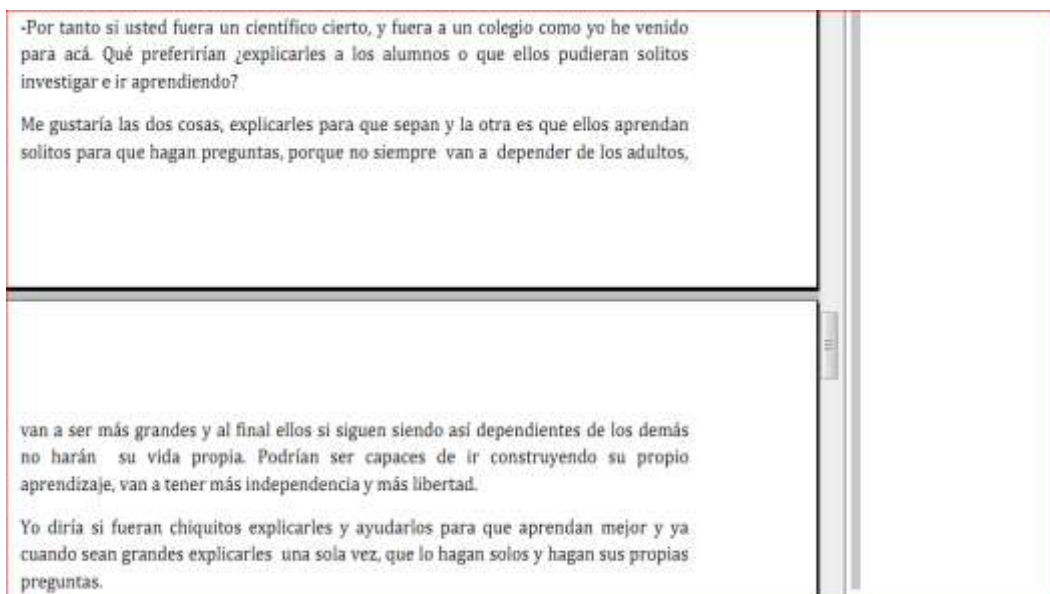 -Por tanto si usted fuera un científico cierto, y fuera a un colegio como yo he venido
para acá. Qué preferirían ¿explicarles a los alumnos o que ellos pudieran solitos
investigar e ir aprendiendo?
Me gustaría las dos cosas, explicarles para que sepan y la otra es que ellos aprendan
solitos para que hagan preguntas, porque no siempre van a depender de los adultos,
van a ser más grandes y al final ellos si siguen siendo así dependientes de los demás
no harán su vida propia. Podrían ser capaces de ir construyendo su propio
aprendizaje, van a tener más independencia y más libertad.
Yo diría si fueran chiquitos explicarles y ayudarlos para que aprendan mejor y ya
cuando sean grandes explicarles una sola vez, que lo hagan solos y hagan sus propias
preguntas.